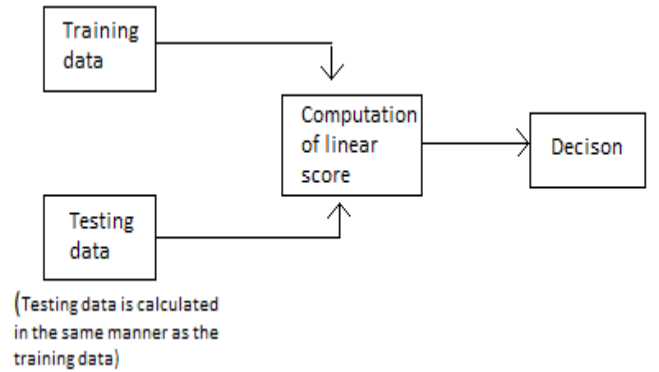 Training
data
Computation
of linear
score
Decison
Testing
data
(Testing data is calculated
in the same manner as the
training data)